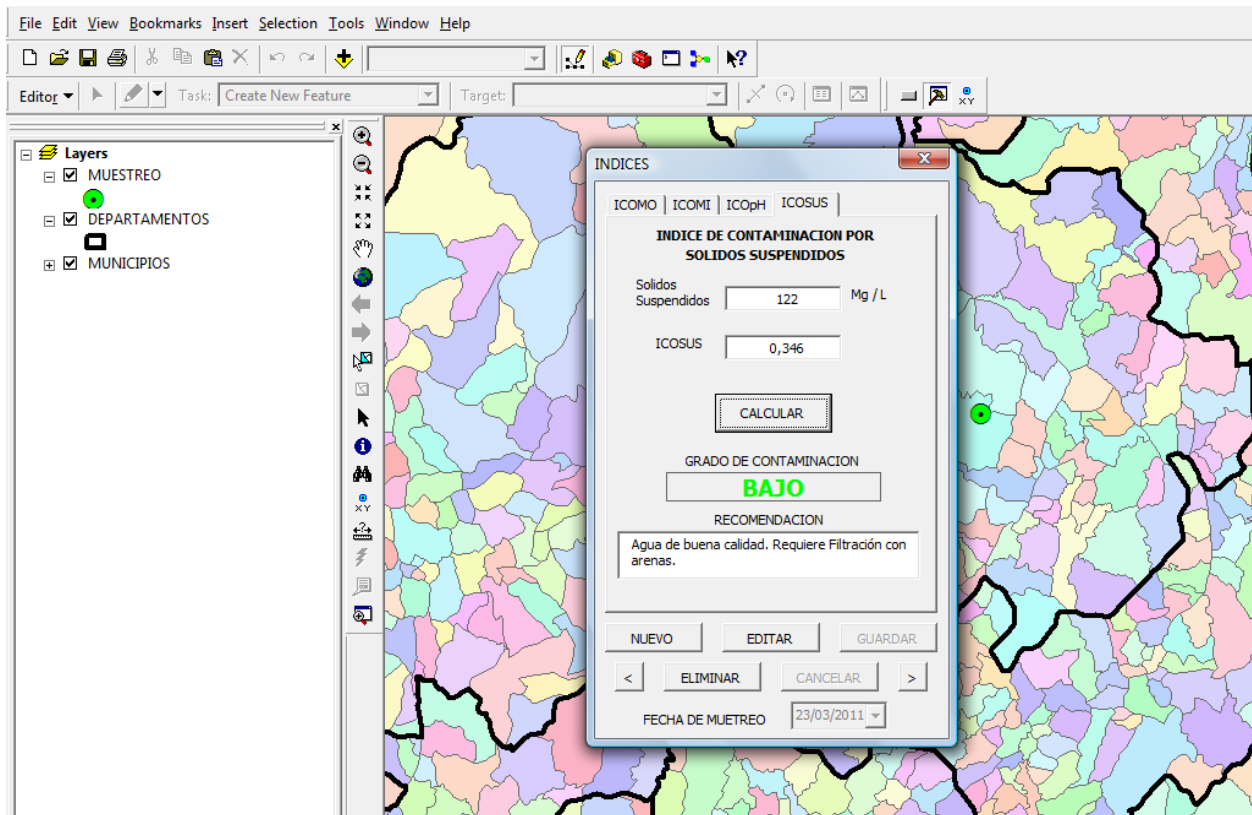 File Edit View Bookmarks Insert Selection Tools Window Help
Editor Task: Create New Feature Target:
XY
Layers
MUESTREO
DEPARTAMENTOS
MUNICIPIOS
XY
INDICES
ICOMO ICOMI ICOpH ICOSUS
INDICE DE CONTAMINACION POR
SOLIDOS SUSPENDIDOS
Solidos
Suspendidos 122 Mg / L
ICOSUS 0,346
CALCULAR
GRADO DE CONTAMINACION
BAJO
RECOMENDACION
Agua de buena calidad. Requiere Filtración con
arenas.
NUEVO EDITAR GUARDAR
< ELIMINAR CANCELAR >
FECHA DE MUETREO 23/03/2011